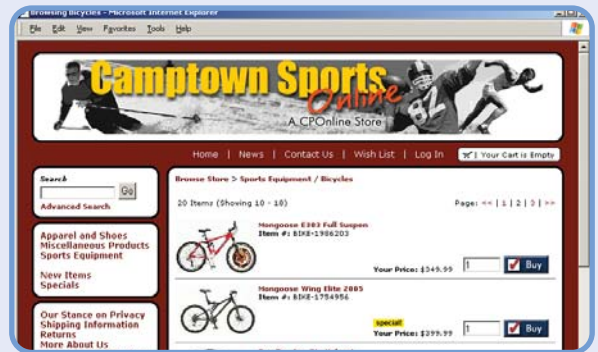 Browsing Bicycles - Microsoft Internet Explorer
File Edit View Favorites Tools Help
Camptown Sports
Online
A CPOnline Store
82
Home | News | Contact Us | Wish List | Log In
Your Cart is Empty
Search
Go
Advanced Search
Apparel and Shoes
Miscellaneous Products
Sports Equipment
New Items
Specials
Our Stance on Privacy
Shipping Information
Returns
More About Us
Browse Store > Sports Equipment / Bicycles
20 Items (Showing 10 - 18)
Page: << | 1 | 2 | 3 | >>
Mongoose E303 Full Suspen
Item #: BIKE-1986203
Your Price: $349.99
1 Buy
Mongoose Wing Elite 2005
Item #: BIKE-1754956
special!
Your Price: $399.99
1 Buy